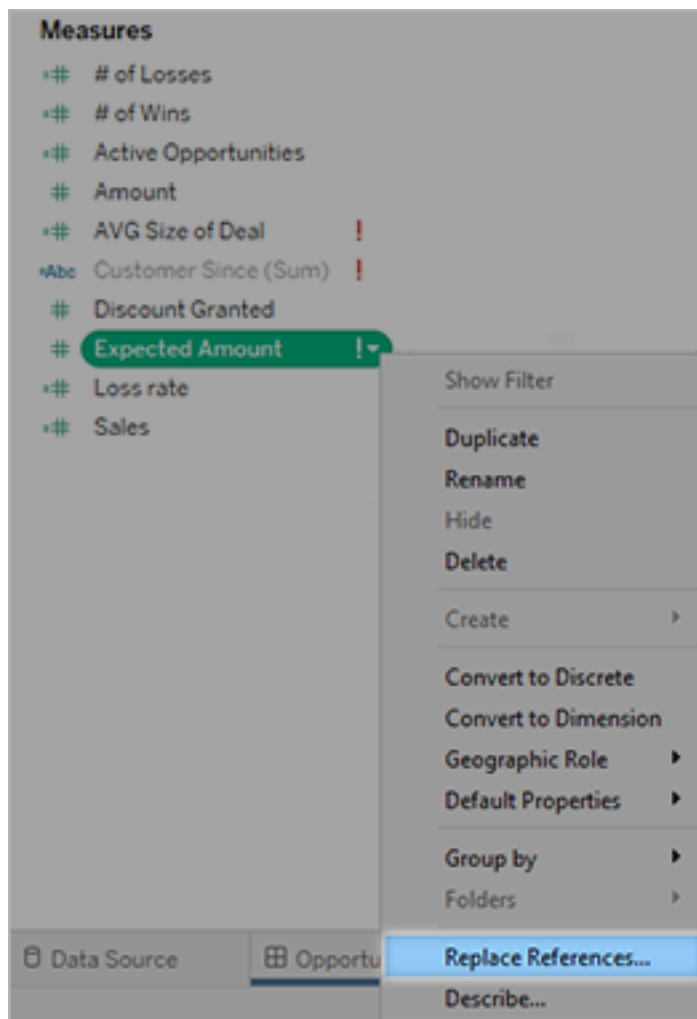 Measures
# of Losses
# of Wins
Active Opportunities
Amount
AVG Size of Deal !
Abc Customer Since (Sum) !
Discount Granted
Expected Amount !
Loss rate
Sales
Show Filter
Duplicate
Rename
Hide
Delete
Create
Convert to Discrete
Convert to Dimension
Geographic Role
Default Properties
Group by
Folders
Replace References...
Describe...
Data Source
Opportu